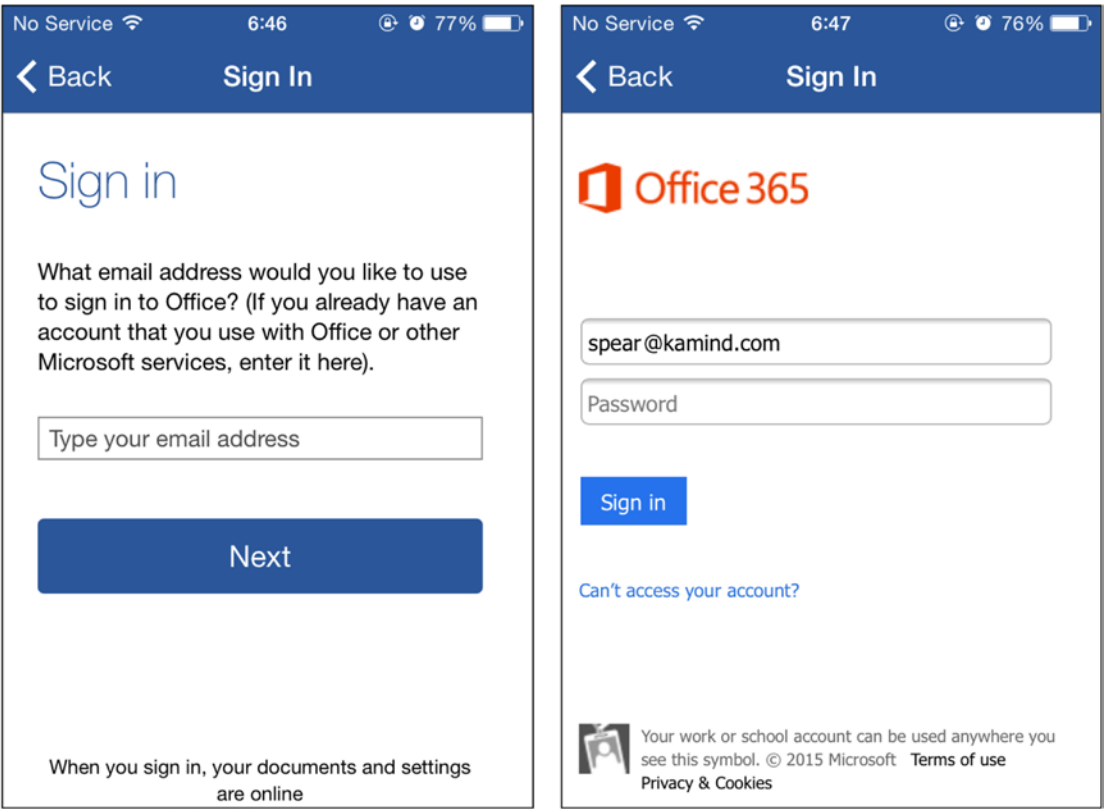 No Service 6:46 77%
Back Sign In
Sign in
What email address would you like to use
to sign in to Office? (If you already have an
account that you use with Office or other
Microsoft services, enter it here).
Type your email address
Next
When you sign in, your documents and settings
are online
No Service 6:47 76%
Back Sign In
Office 365
spear@kamind.com
Password
Sign in
Can't access your account?
Your work or school account can be used anywhere you
see this symbol. © 2015 Microsoft Terms of use
Privacy & Cookies